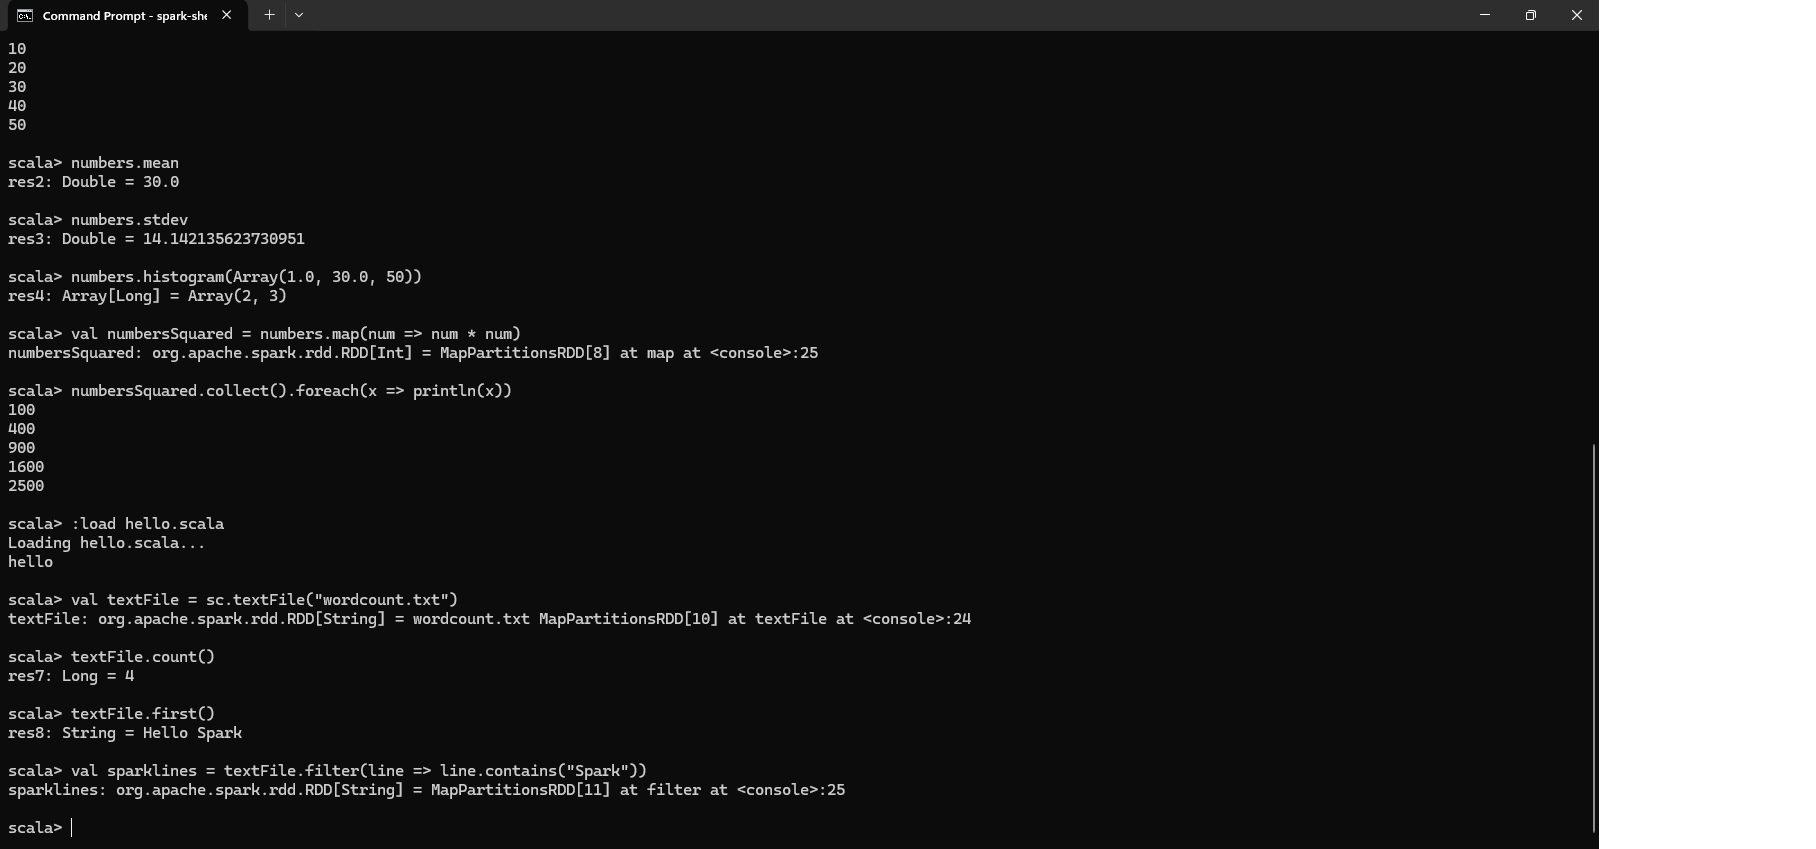 Command Prompt - spark-she
10
20
30
40
50
scala> numbers.mean
res2: Double = 30.0
scala> numbers.stdev
res3: Double = 14.142135623730951
scala> numbers.histogram(Array(1.0, 30.0, 50))
res4: Array[Long] = Array(2, 3)
scala> val numbersSquared = numbers.map(num => num * num)
numbersSquared: org.apache.spark.rdd.RDD[Int] = MapPartitionsRDD[8] at map at <console>:25
scala> numbersSquared.collect().foreach(x => println(x))
100
400
900
1600
2500
scala> :load hello.scala
Loading hello.scala...
hello
scala> val textFile = sc.textFile("wordcount.txt")
textFile: org.apache.spark.rdd.RDD[String] = wordcount.txt MapPartitionsRDD[10] at textFile at <console>:24
scala> textFile.count()
res7: Long = 4
scala> textFile.first()
res8: String = Hello Spark
scala> val sparklines = textFile.filter(line => line.contains("Spark"))
sparklines: org.apache.spark.rdd.RDD[String] = MapPartitionsRDD[11] at filter at <console>:25
scala>